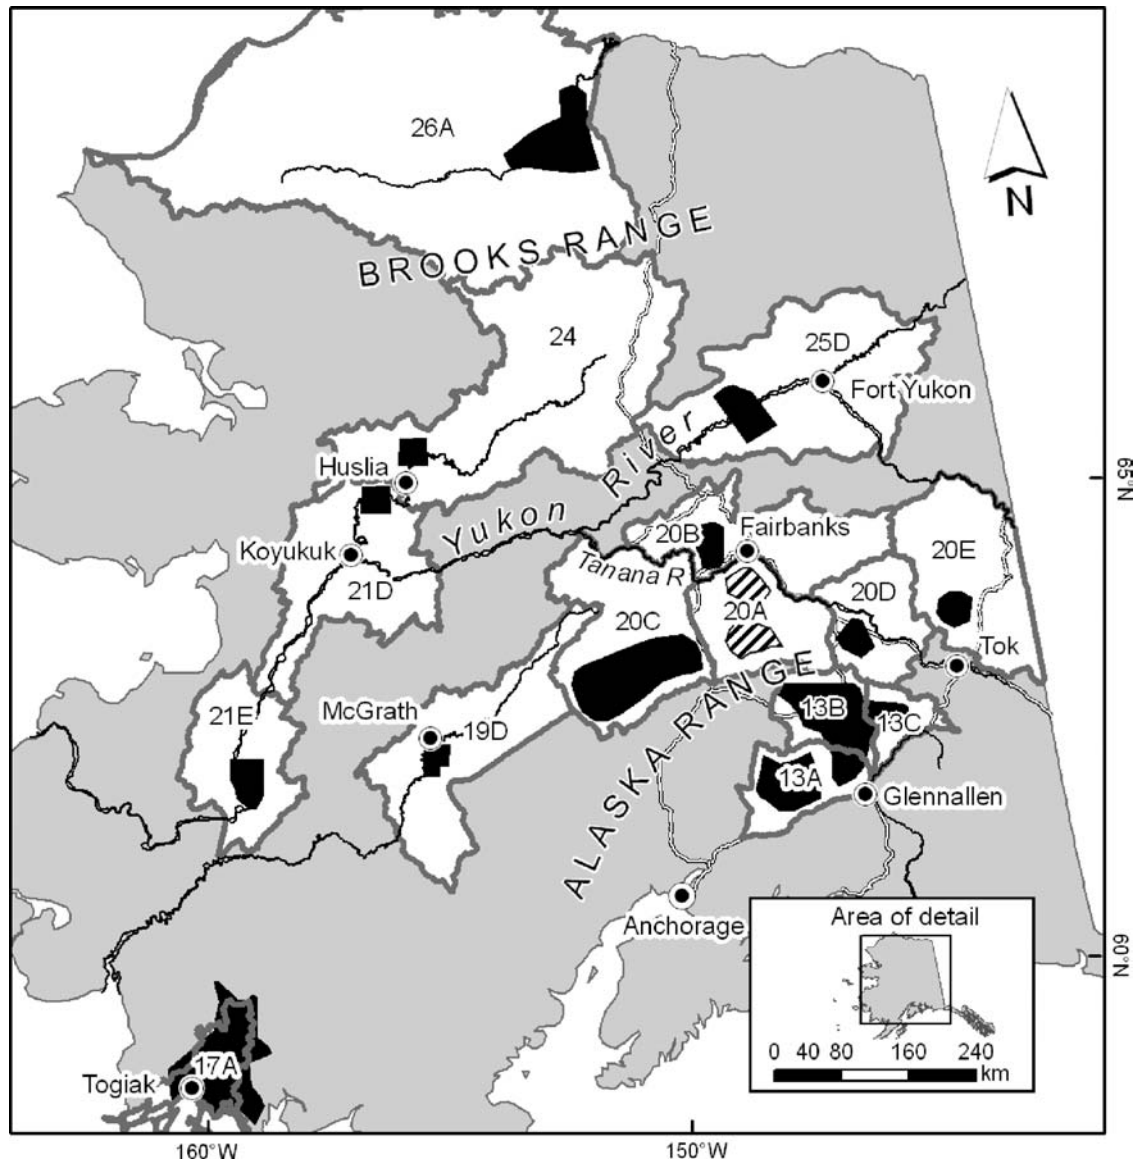 26A
N
BROOKS RANGE
24
25D
Fort Yukon
Huslia
Yukon River
65°N
20B
Fairbanks
Koyukuk
20E
21D
Tanana R
20D
20C
20A
Tok
21E
McGrath
19D
13B
13C
13A
ALASKA RANGE
Glennallen
Anchorage
Area of detail
60°N
0 40 80 160 240
km
17A
Togiak
160°W
150°W